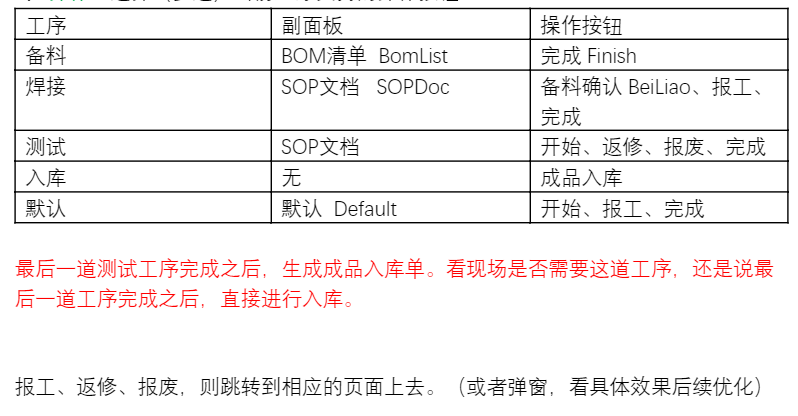 工序 副面板 操作按钮
备料 BOM清单 BomList 完成 Finish
焊接 SOP文档 SOPDoc 备料确认 BeiLiao、报工、
完成
测试 SOP文档 开始、返修、报废、完成
入库 无 成品入库
默认 默认 Default 开始、报工、完成
最后一道测试工序完成之后，生成成品入库单。看现场是否需要这道工序，还是说最
后一道工序完成之后，直接进行入库。
报工、返修、报废，则跳转到相应的页面上去。（或者弹窗，看具体效果后续优化）